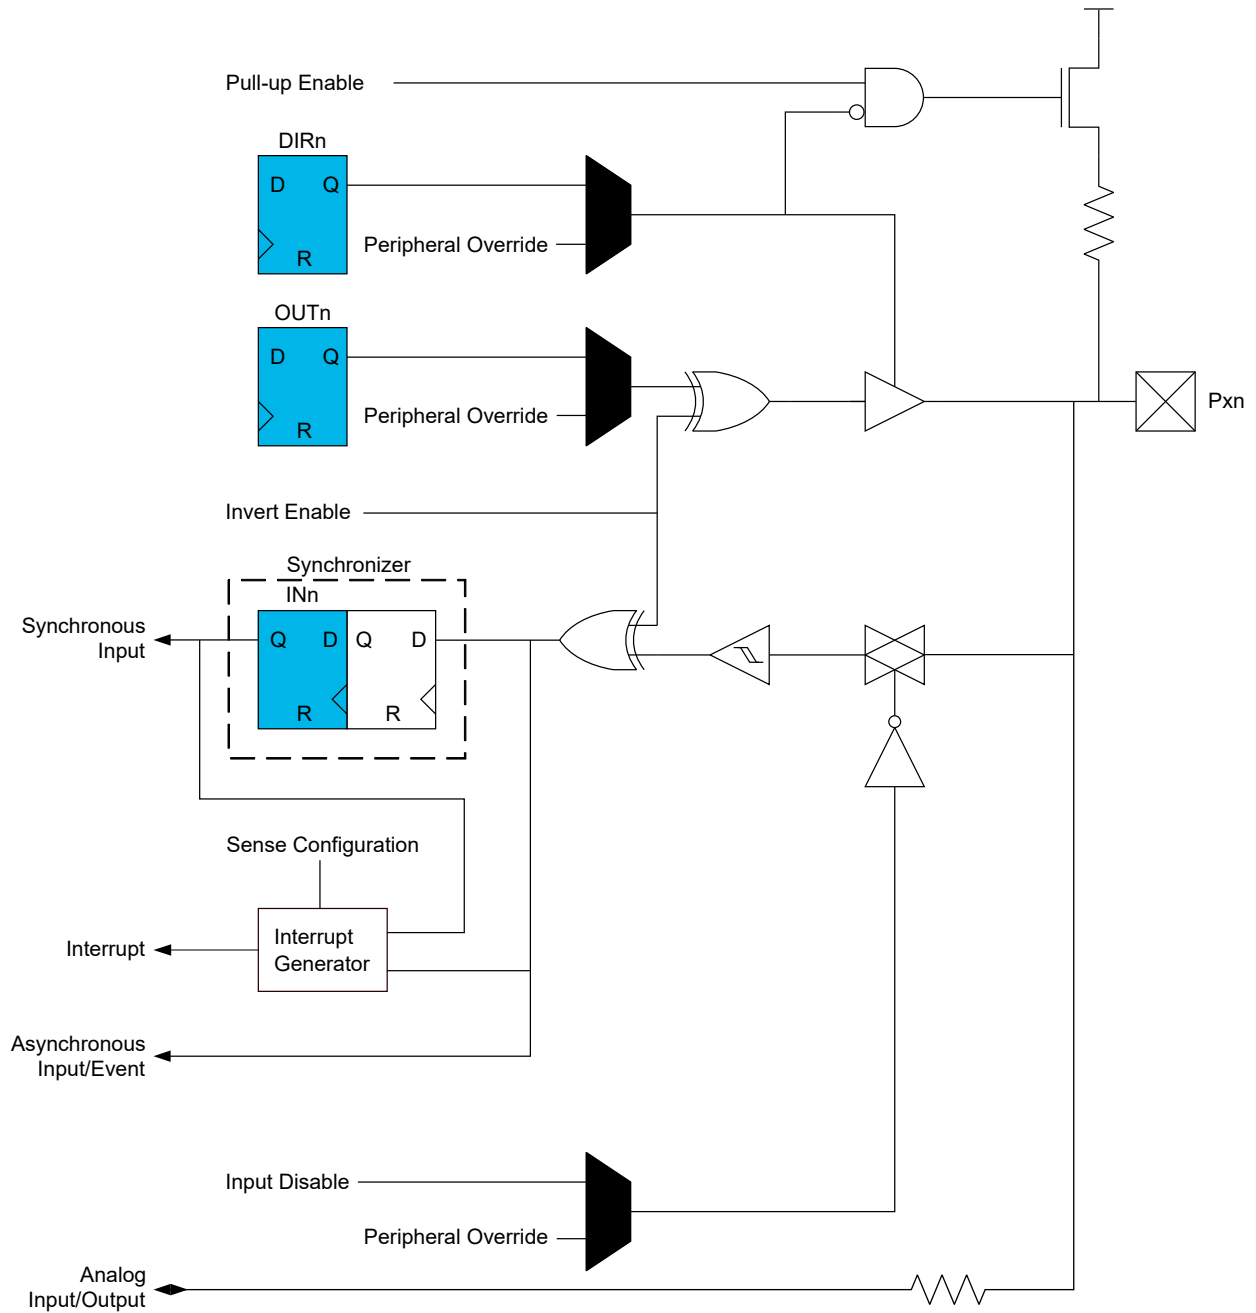 Pull-up Enable
DIRn
D Q
Peripheral Override
R
OUTn
D Q
Peripheral Override
R
Pxn
Invert Enable
Synchronizer
INn
Synchronous
Input
Q D Q D
R R
Sense Configuration
Interrupt
Interrupt
Generator
Asynchronous
Input/Event
Input Disable
Peripheral Override
Analog
Input/Output